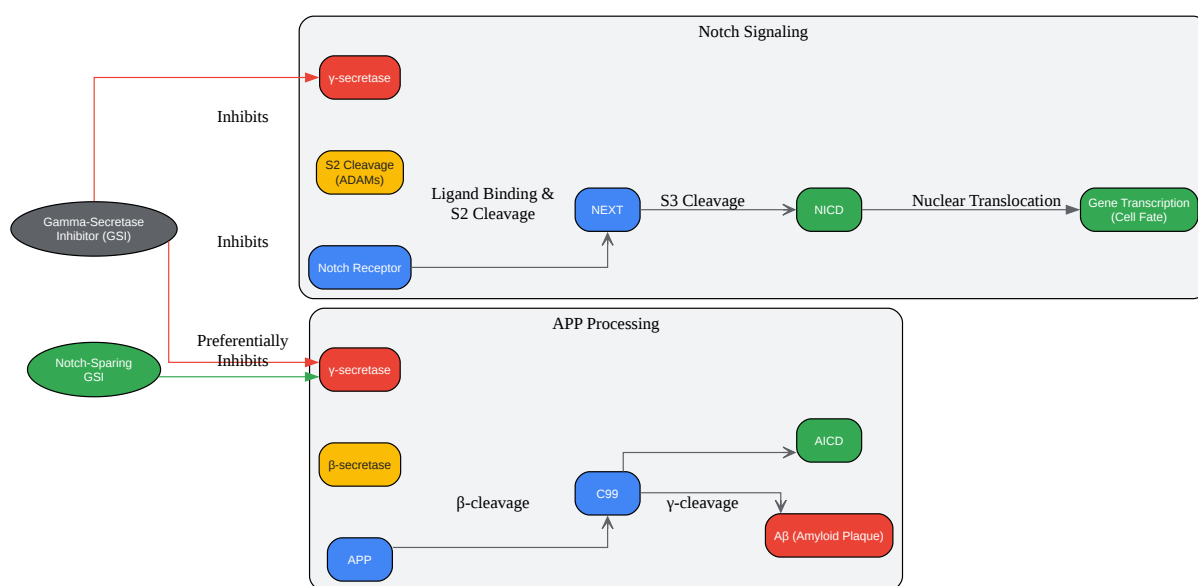 Notch Signaling
γ-secretase
Inhibits
S2 Cleavage
(ADAMs)
Ligand Binding &
S2 Cleavage
NEXT
S3 Cleavage
NICD
Nuclear Translocation
Gene Transcription
(Cell Fate)
Gamma-Secretase
Inhibitor (GSI)
Inhibits
Notch Receptor
APP Processing
Preferentially
Inhibits
Notch-Sparing
GSI
γ-secretase
AICD
β-secretase
C99
β-cleavage
γ-cleavage
Aβ (Amyloid Plaque)
APP